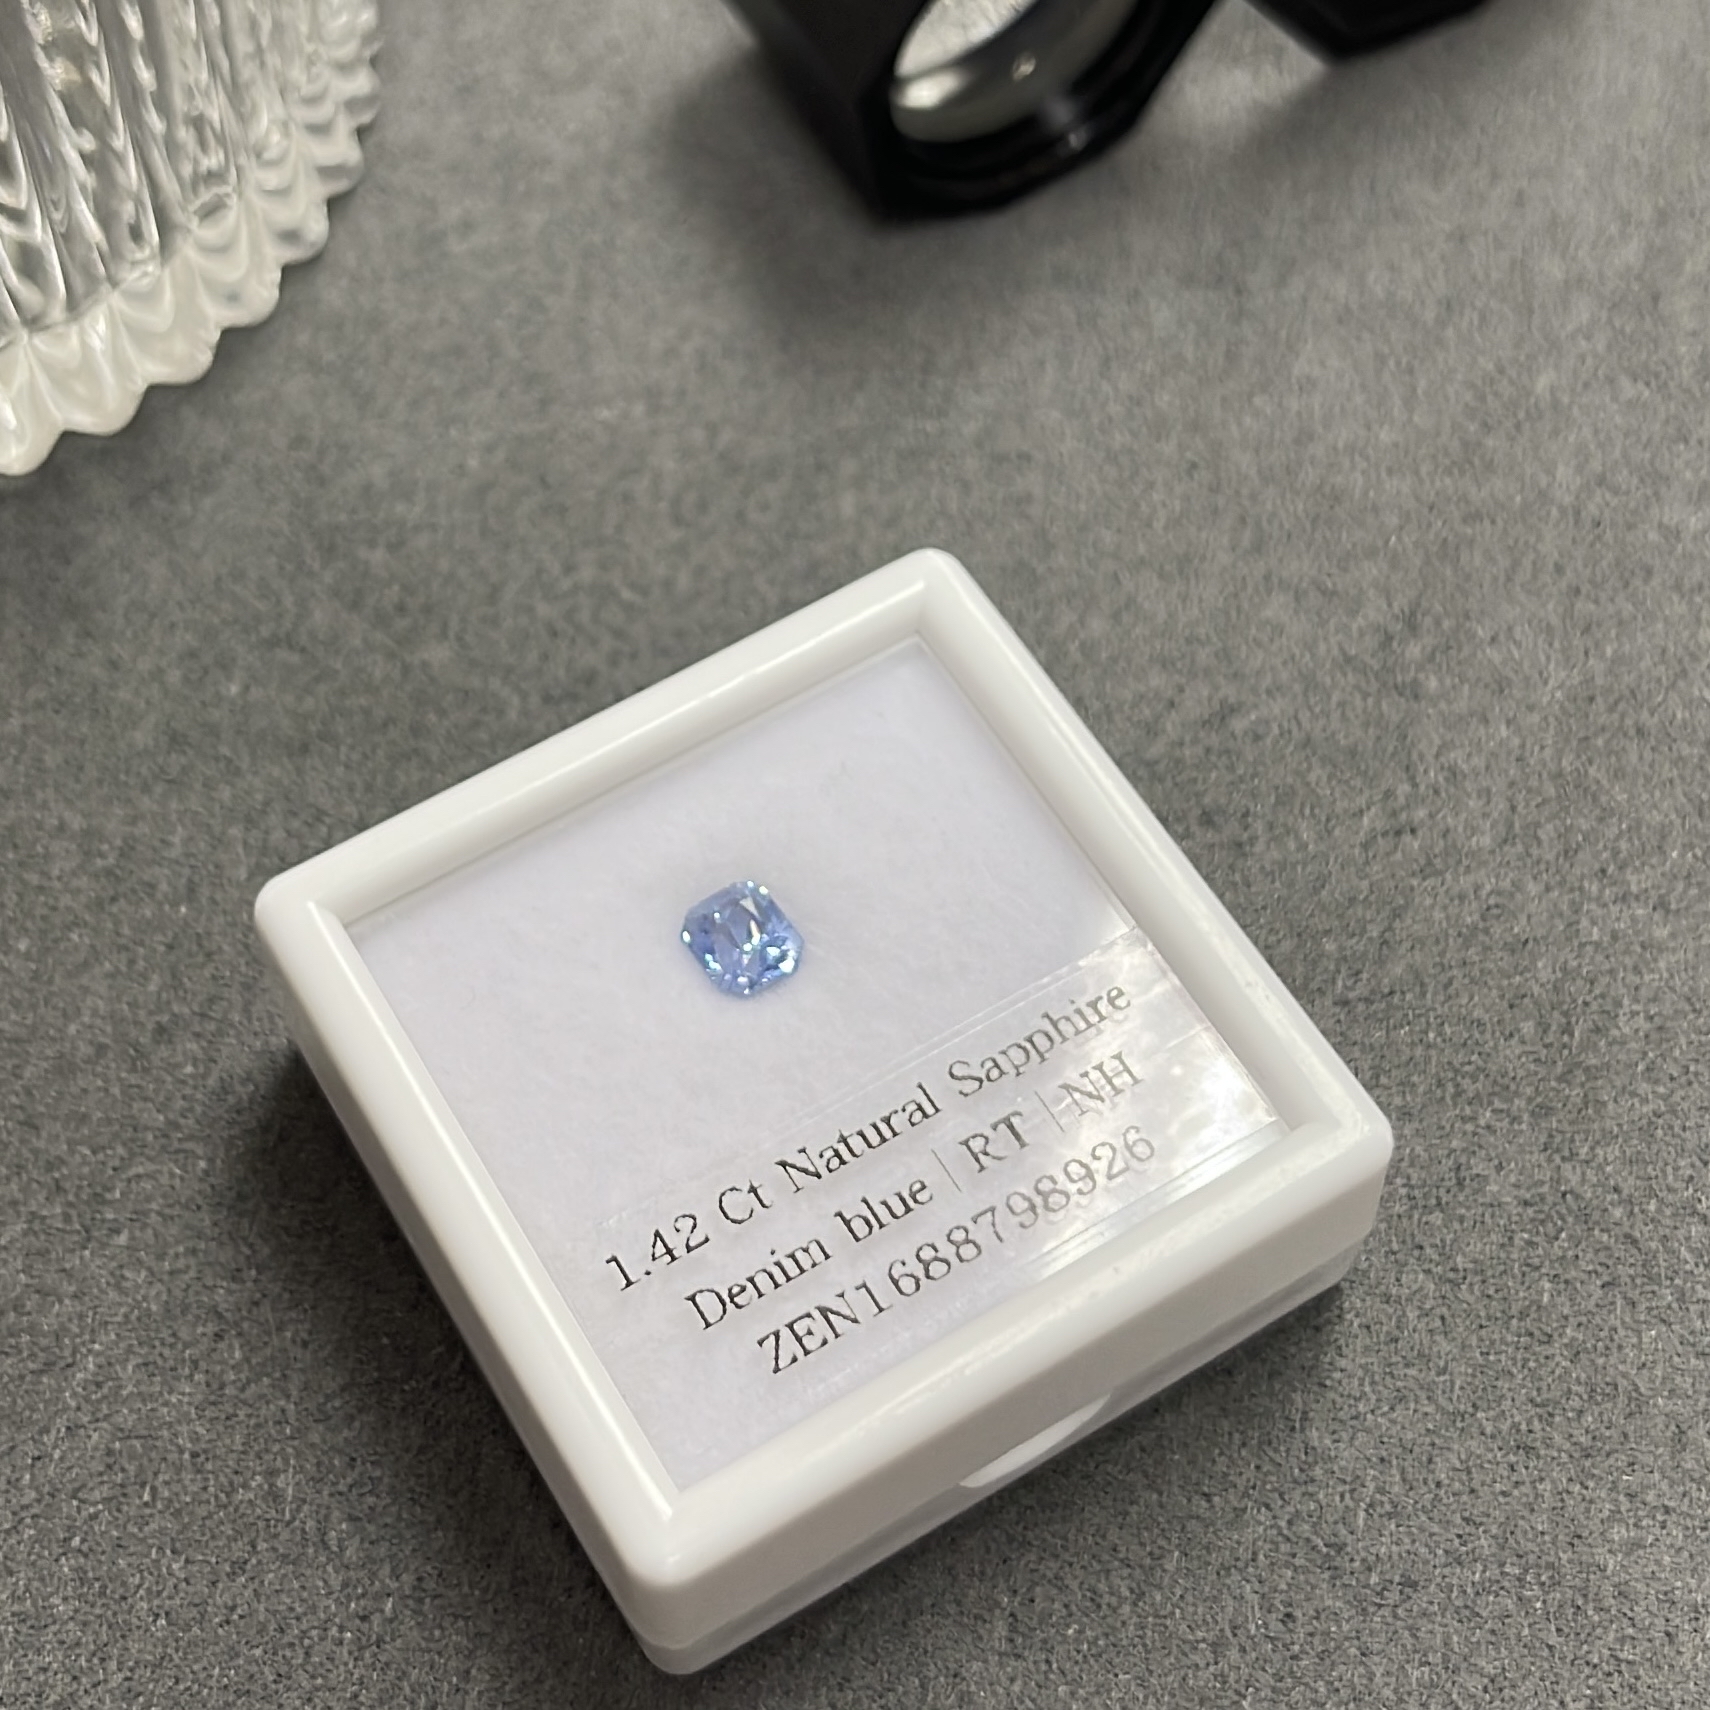 1.42 Ct Natural Sapphire
Denim blue | RT | NH
ZEN1688798926